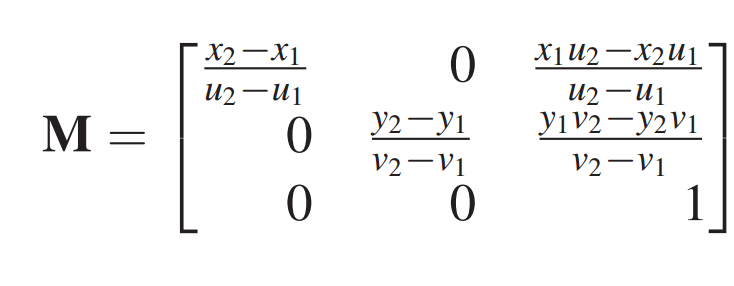 M = [ (x₂−x₁)/(u₂−u₁) 0 (x₁u₂−x₂u₁)/(u₂−u₁)
0 (y₂−y₁)/(v₂−v₁) (y₁v₂−y₂v₁)/(v₂−v₁)
0 0 1 ]